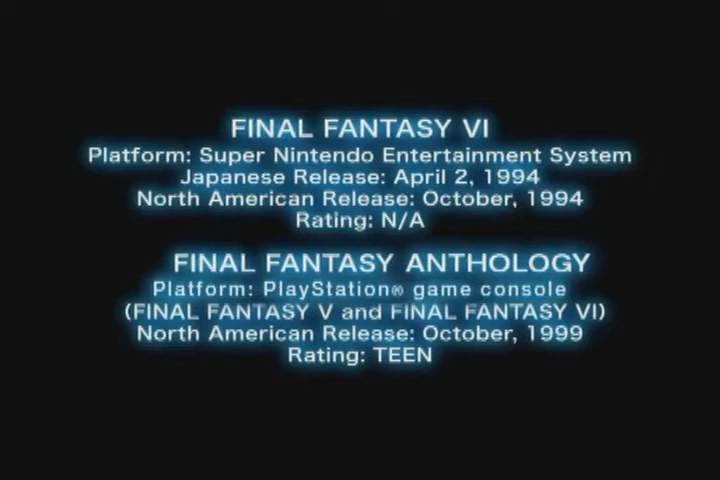 FINAL FANTASY VI
Platform: Super Nintendo Entertainment System
Japanese Release: April 2, 1994
North American Release: October, 1994
Rating: N/A
FINAL FANTASY ANTHOLOGY
Platform: PlayStation® game console
(FINAL FANTASY V and FINAL FANTASY VI)
North American Release: October, 1999
Rating: TEEN